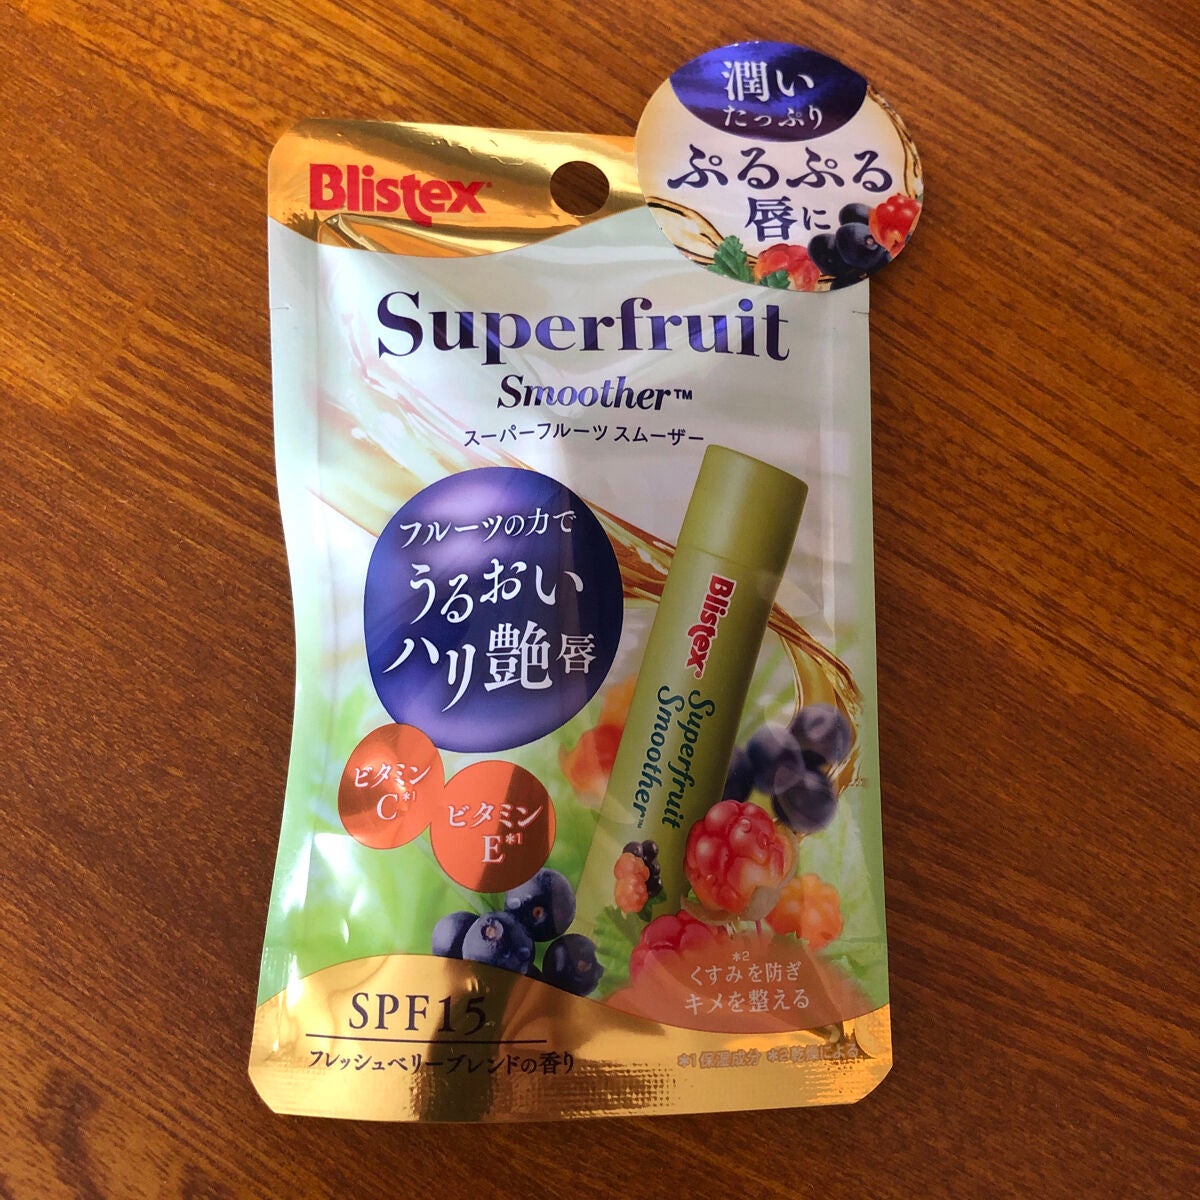 潤い
たっぷり
ぷるぷる
唇に
Blistex®
Superfruit
Smoother™
スーパーフルーツ スムーザー
フルーツの力で
うるおい
ハリ艶唇
Blistex®
Superfruit
Smoother™
ビタミン
C*1
ビタミン
E*1
*2
くすみを防ぎ
キメを整える
SPF15
フレッシュベリーブレンドの香り
*1 保湿成分 *2 乾燥による